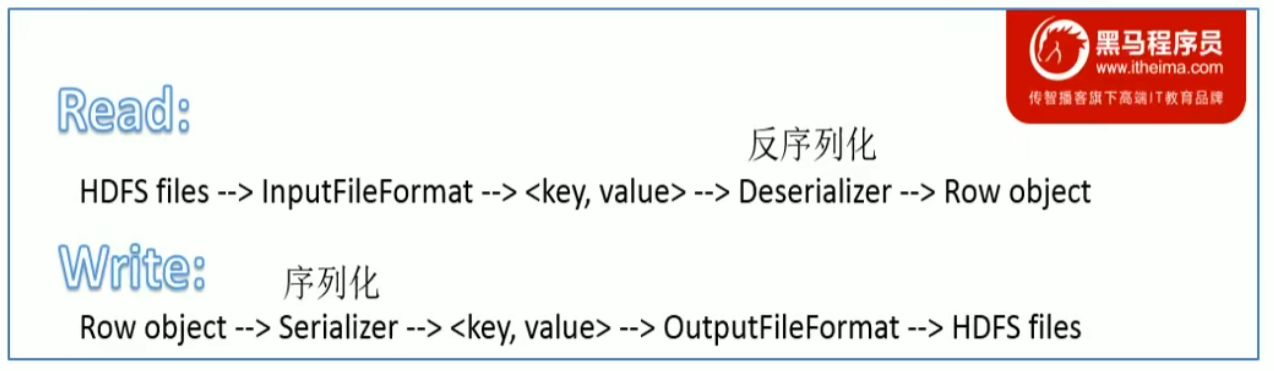 黑马程序员
www.itheima.com
传智播客旗下高端IT教育品牌
Read:
反序列化
HDFS files --> InputFileFormat --> <key, value> --> Deserializer --> Row object
Write:
序列化
Row object --> Serializer --> <key, value> --> OutputFileFormat --> HDFS files